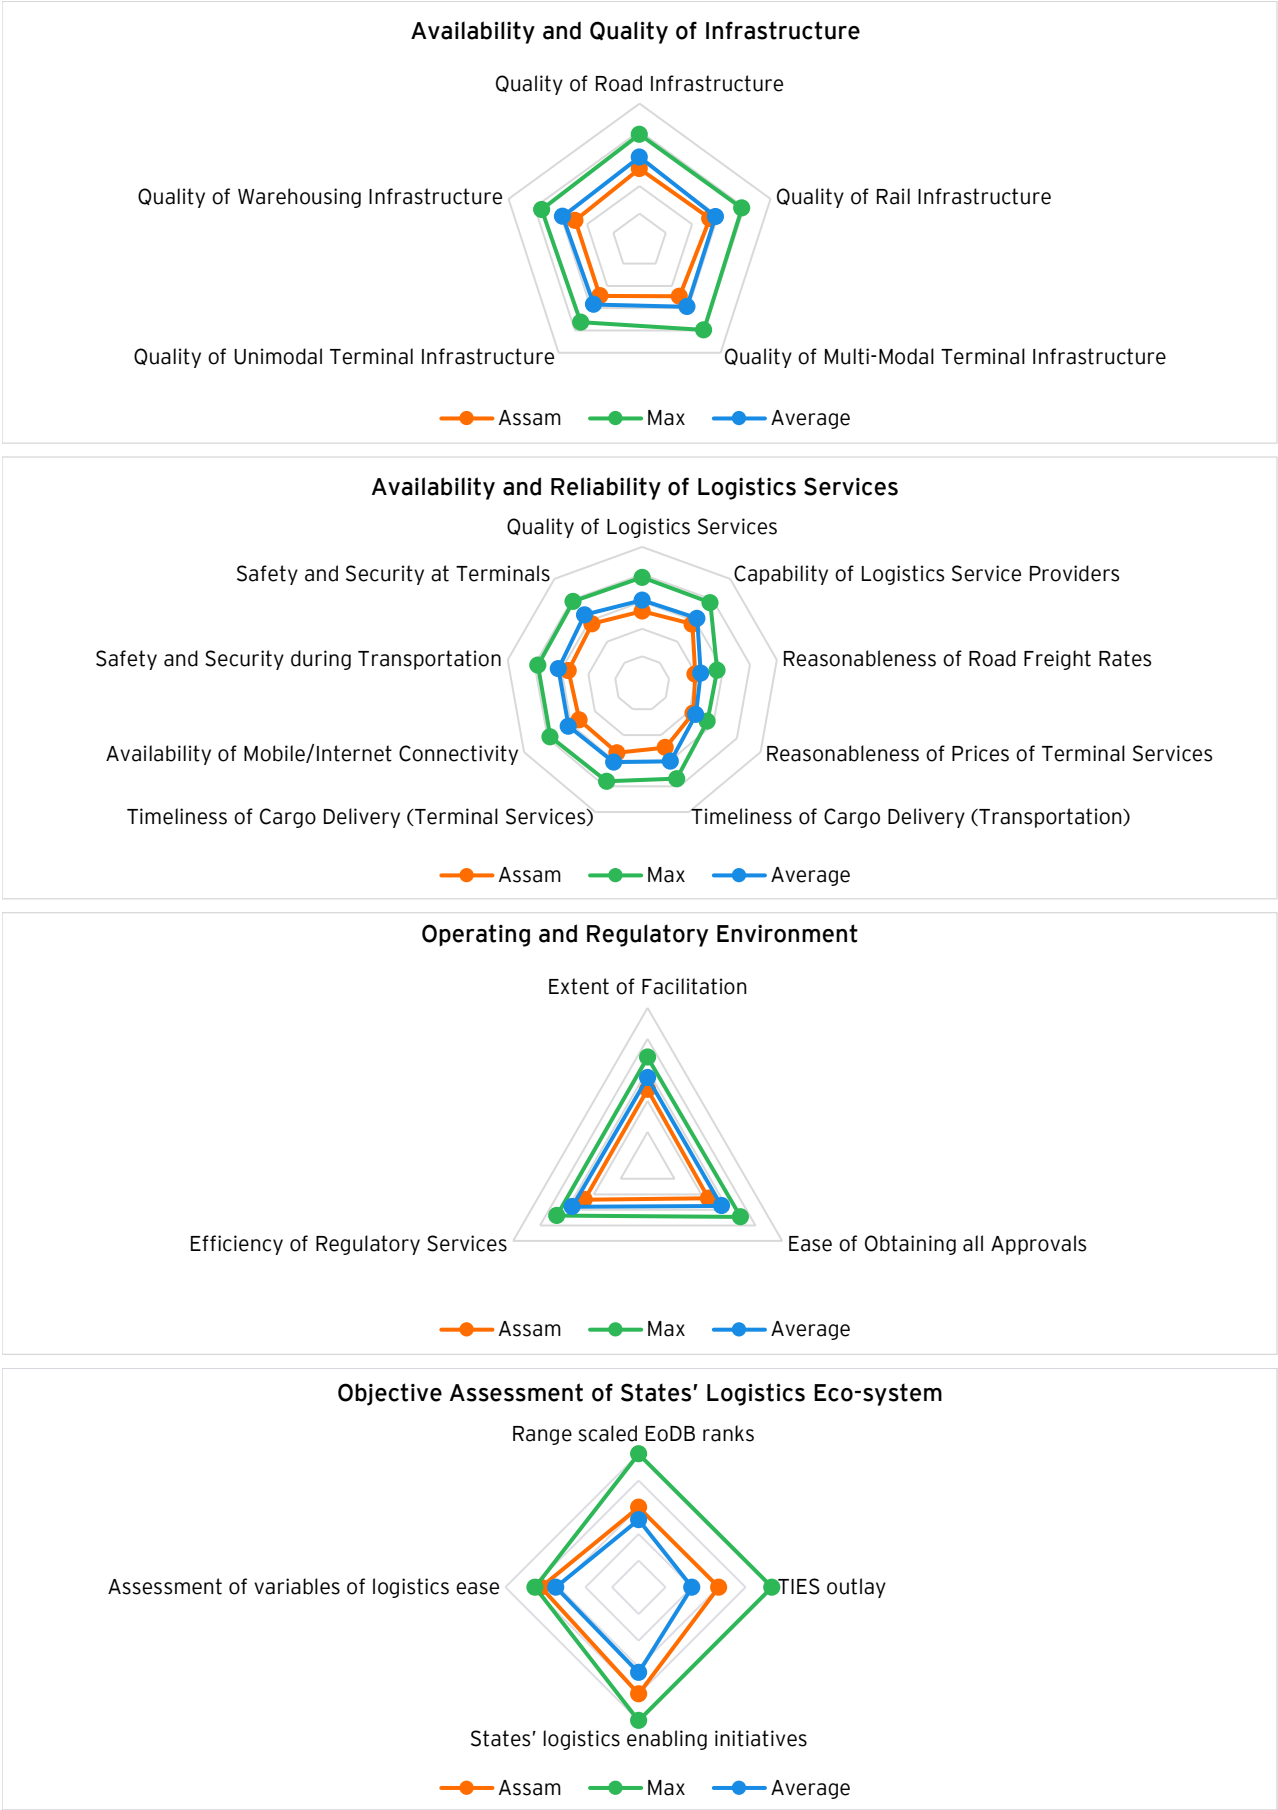 Availability and Quality of Infrastructure
Quality of Road Infrastructure
Quality of Warehousing Infrastructure
Quality of Rail Infrastructure
Quality of Unimodal Terminal Infrastructure
Quality of Multi-Modal Terminal Infrastructure
Assam Max Average
Availability and Reliability of Logistics Services
Quality of Logistics Services
Safety and Security at Terminals
Capability of Logistics Service Providers
Safety and Security during Transportation
Reasonableness of Road Freight Rates
Availability of Mobile/Internet Connectivity
Reasonableness of Prices of Terminal Services
Timeliness of Cargo Delivery (Terminal Services)
Timeliness of Cargo Delivery (Transportation)
Assam Max Average
Operating and Regulatory Environment
Extent of Facilitation
Efficiency of Regulatory Services
Ease of Obtaining all Approvals
Assam Max Average
Objective Assessment of States’ Logistics Eco-system
Range scaled EoDB ranks
Assessment of variables of logistics ease
TIES outlay
States’ logistics enabling initiatives
Assam Max Average